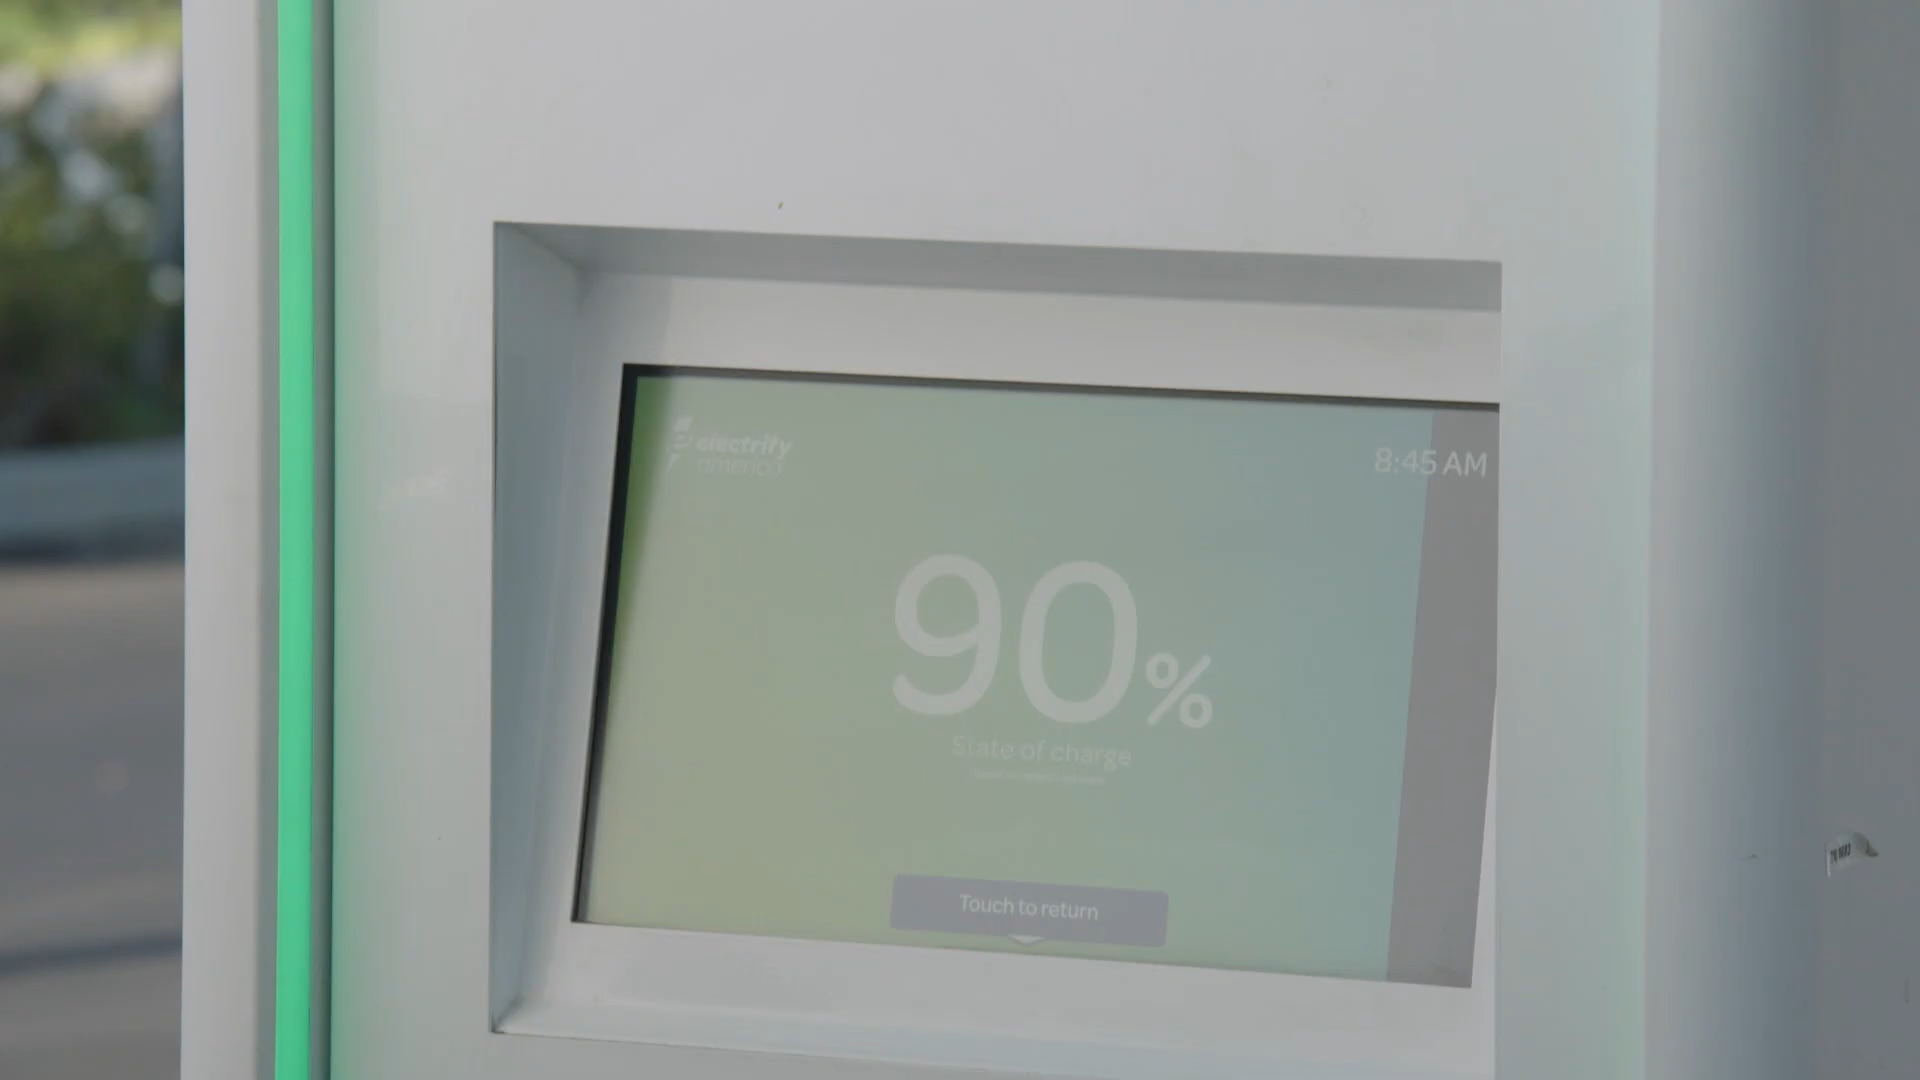 electrify
america
8:45 AM
90%
State of charge
Touch to return